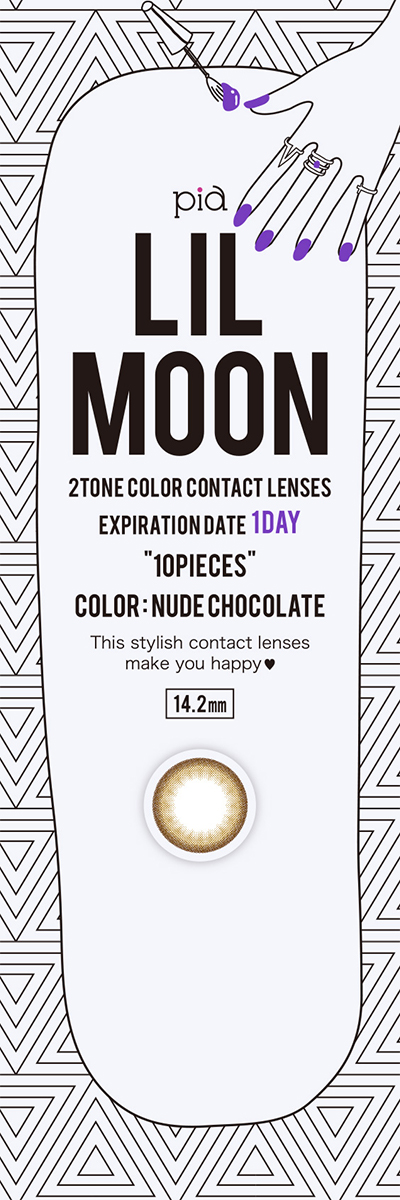 pia
LIL
MOON
2TONE COLOR CONTACT LENSES
EXPIRATION DATE 1DAY
"10PIECES"
COLOR : NUDE CHOCOLATE
This stylish contact lenses
make you happy♥
14.2mm